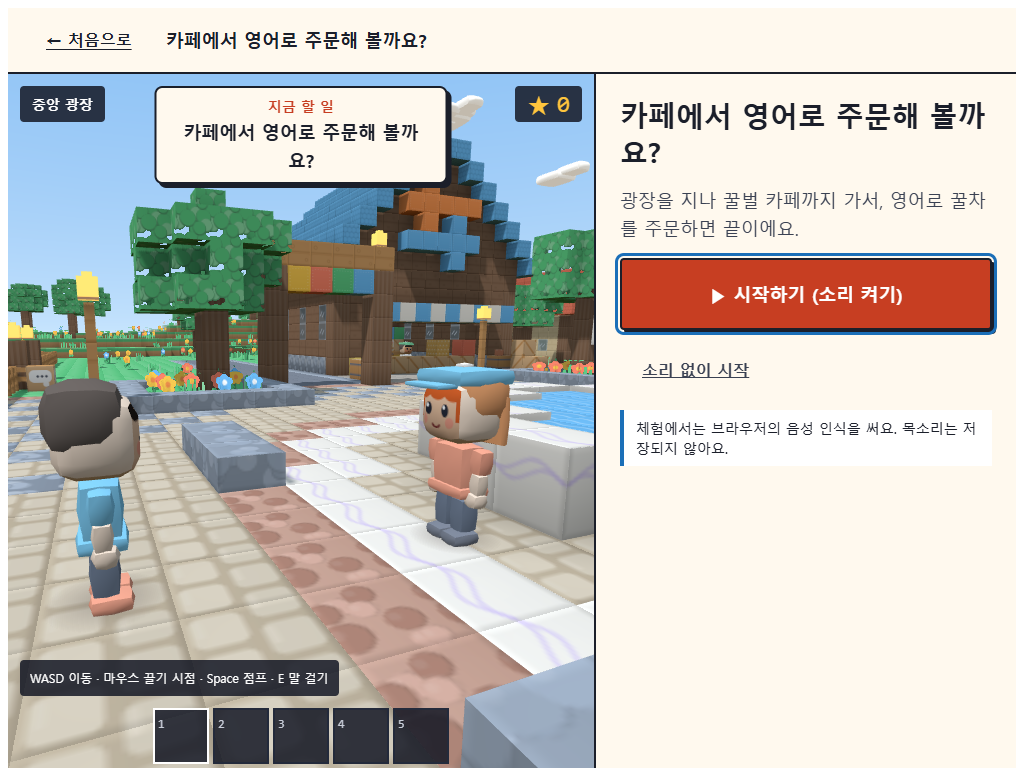 ← 처음으로
카페에서 영어로 주문해 볼까요?
중앙 광장
지금 할 일
카페에서 영어로 주문해 볼까
요?
★ 0
WASD 이동 · 마우스 끌기 시점 · Space 점프 · E 말 걸기
1 2 3 4 5
카페에서 영어로 주문해 볼까
요?
광장을 지나 꿀벌 카페까지 가서, 영어로 꿀차
를 주문하면 끝이에요.
▶ 시작하기 (소리 켜기)
소리 없이 시작
체험에서는 브라우저의 음성 인식을 써요. 목소리는 저
장되지 않아요.